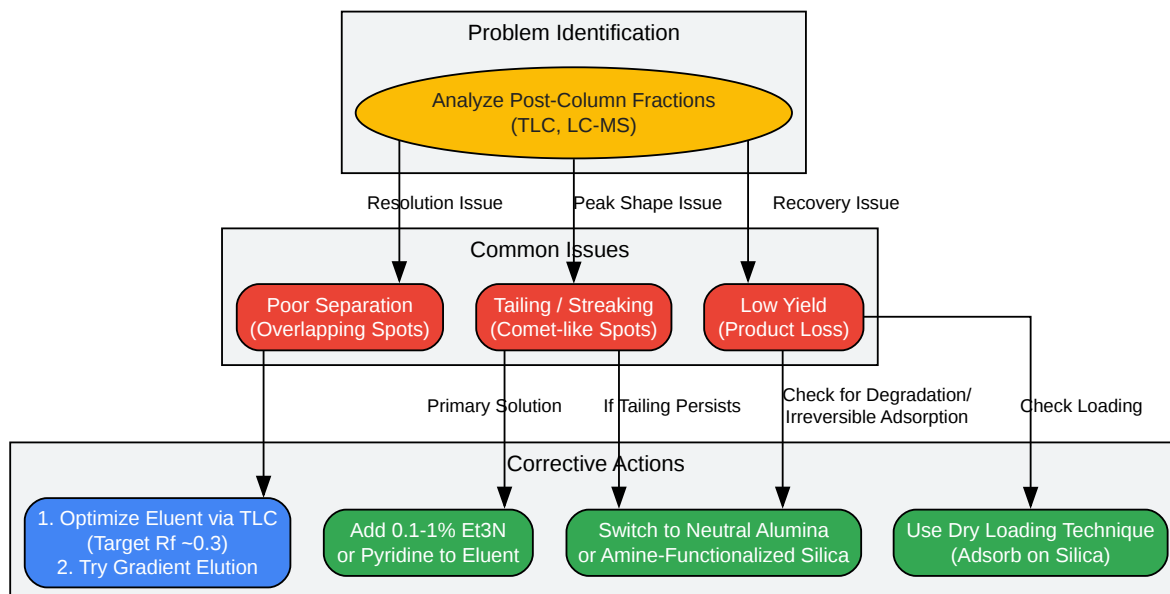 Problem Identification
Analyze Post-Column Fractions
(TLC, LC-MS)
Resolution Issue
Peak Shape Issue
Recovery Issue
Common Issues
Poor Separation
(Overlapping Spots)
Tailing / Streaking
(Comet-like Spots)
Low Yield
(Product Loss)
Primary Solution
If Tailing Persists
Check for Degradation/
Irreversible Adsorption
Check Loading
Corrective Actions
1. Optimize Eluent via TLC
(Target Rf ~0.3)
2. Try Gradient Elution
Add 0.1-1% Et3N
or Pyridine to Eluent
Switch to Neutral Alumina
or Amine-Functionalized Silica
Use Dry Loading Technique
(Adsorb on Silica)